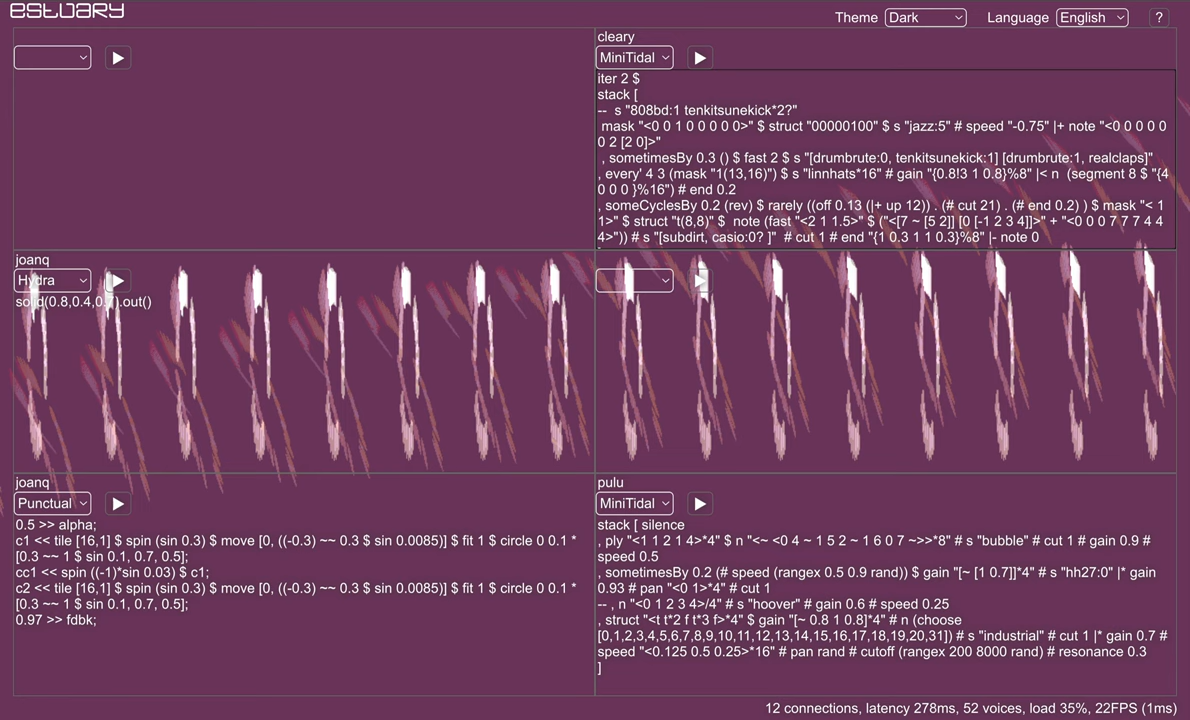 estuary
Theme Dark Language English ?
cleary
MiniTidal
iter 2 $
stack [
-- s "808bd:1 tenkitsunekick*2?"
mask "<0 0 1 0 0 0 0 0>" $ struct "00000100" $ s "jazz:5" # speed "-0.75" |+ note "<0 0 0 0 0
0 2 [2 0]>"
, sometimesBy 0.3 () $ fast 2 $ s "[drumbrute:0, tenkitsunekick:1] [drumbrute:1, realclaps]"
, every' 4 3 (mask "1(13,16)") $ s "linnhats*16" # gain "{0.8!3 1 0.8}%8" |< n (segment 8 $ "{4
0 0 0 }%16") # end 0.2
, someCyclesBy 0.2 (rev) $ rarely ((off 0.13 (|+ up 12)) . (# cut 21) . (# end 0.2) ) $ mask "< 1
1>" $ struct "t(8,8)" $ note (fast "<2 1 1.5>" $ ("<[7 ~ [5 2]] [0 [-1 2 3 4]]>" + "<0 0 0 7 7 7 4 4
4>")) # s "[subdirt, casio:0? ]" # cut 1 # end "{1 0.3 1 1 0.3}%8" |- note 0
joanq
Hydra
solid(0.8,0.4,0.7).out()
joanq
Punctual
0.5 >> alpha;
c1 << tile [16,1] $ spin (sin 0.3) $ move [0, ((-0.3) ~~ 0.3 $ sin 0.0085)] $ fit 1 $ circle 0 0.1 *
[0.3 ~~ 1 $ sin 0.1, 0.7, 0.5];
cc1 << spin ((-1)*sin 0.03) $ c1;
c2 << tile [16,1] $ spin (sin 0.3) $ move [0, ((-0.3) ~~ 0.3 $ sin 0.0085)] $ fit 1 $ circle 0 0.1 *
[0.3 ~~ 1 $ sin 0.1, 0.7, 0.5];
0.97 >> fdbk;
pulu
MiniTidal
stack [ silence
, ply "<1 1 2 1 4>*4" $ n "<~ <0 4 ~ 1 5 2 ~ 1 6 0 7 ~>>*8" # s "bubble" # cut 1 # gain 0.9 #
speed 0.5
, sometimesBy 0.2 (# speed (rangex 0.5 0.9 rand)) $ gain "[~ [1 0.7]]*4" # s "hh27:0" |* gain
0.93 # pan "<0 1>*4" # cut 1
-- , n "<0 1 2 3 4>/4" # s "hoover" # gain 0.6 # speed 0.25
, struct "<t t*2 f t*3 f>*4" $ gain "[~ 0.8 1 0.8]*4" # n (choose
[0,1,2,3,4,5,6,7,8,9,10,11,12,13,14,15,16,17,18,19,20,31]) # s "industrial" # cut 1 |* gain 0.7 #
speed "<0.125 0.5 0.25>*16" # pan rand # cutoff (rangex 200 8000 rand) # resonance 0.3
]
12 connections, latency 278ms, 52 voices, load 35%, 22FPS (1ms)